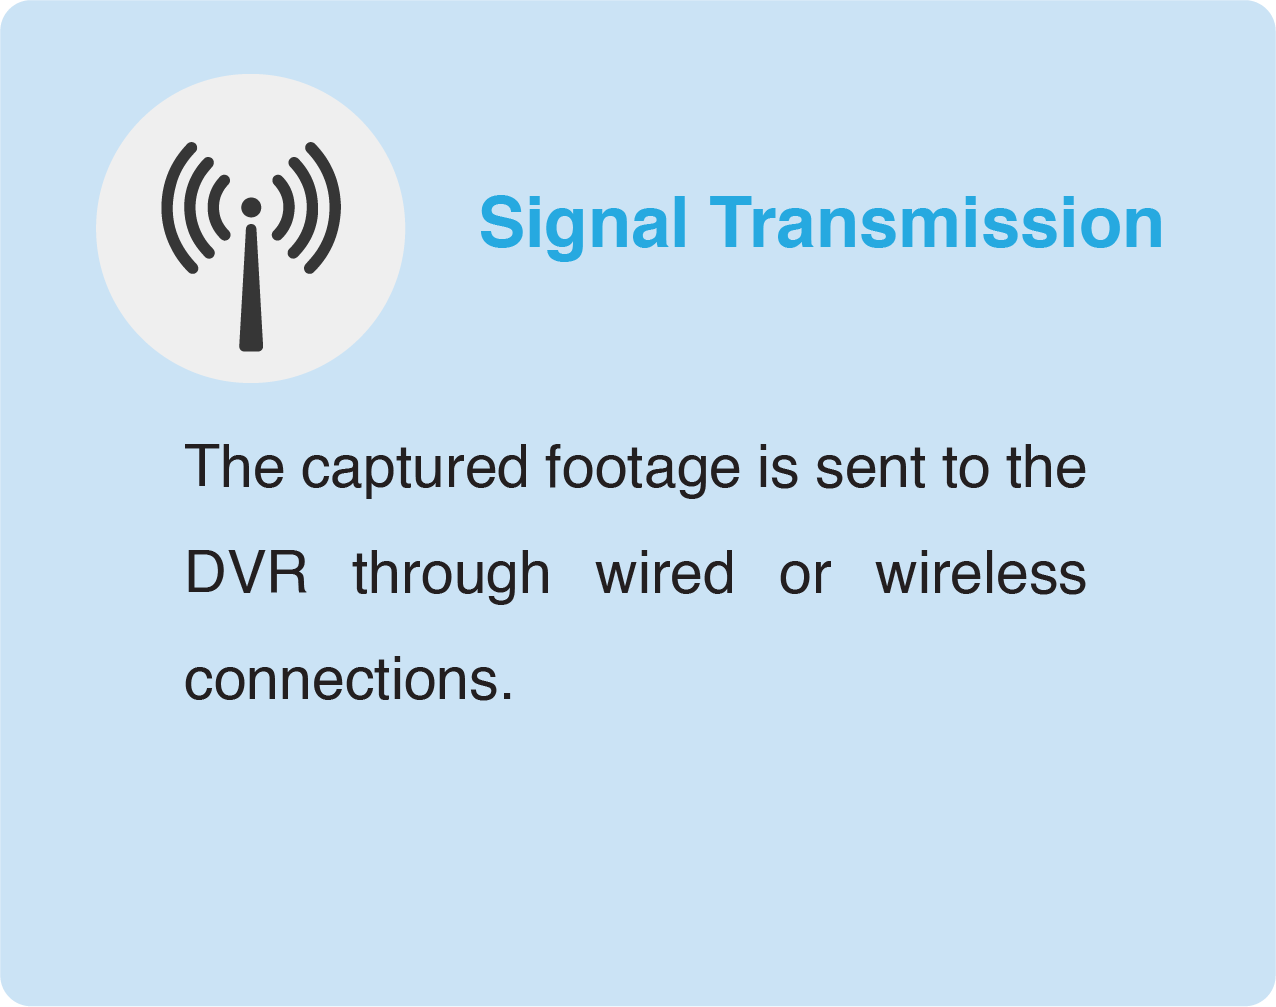 Signal Transmission
The captured footage is sent to the
DVR through wired or wireless
connections.